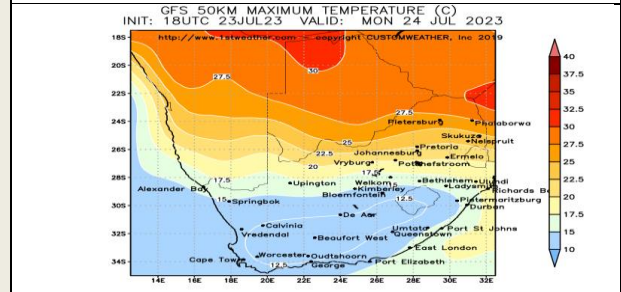 GFS 50KM MAXIMUM TEMPERATURE (C)
INIT: 18UTC 23JUL23 VALID: MON 24 JUL 2023
http://www.1stweather.com - copyright CUSTOMWEATHER, Inc 2019
18S
20S
22S
24S
26S
28S
30S
32S
34S
27.5
30
27.5
Pietersburg
Phalaborwa
Skukuza
Nelspruit
25
Pretoria
22.5
Johannesburg
Ermelo
20
Vryburg
Potchefstroom
17.5
17.5
Alexander Bay
Upington
Welkom
Bethlehem
Ulundi
Kimberley
Ladysmith
Richards B
15
Springbok
Bloemfontein
12.5
Pietermaritzburg
Durban
De Aar
Calvinia
Vredendal
Beaufort West
Umtata
Port St Johns
Queenstown
East London
Cape Town
Worcester
Oudtshoorn
12.5
George
Port Elizabeth
14E 16E 18E 20E 22E 24E 26E 28E 30E 32E
40
37.5
35
32.5
30
27.5
25
22.5
20
17.5
15
10